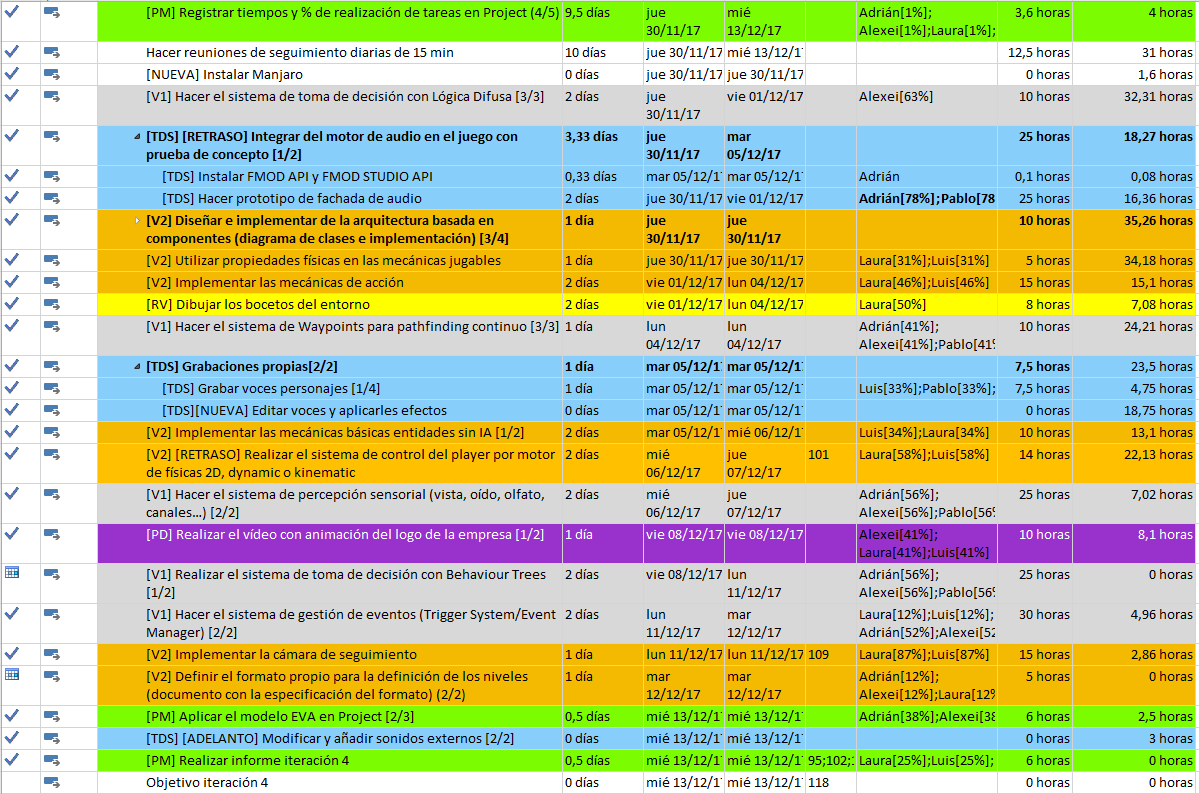 [PM] Registrar tiempos y % de realización de tareas en Project (4/5) 9,5 días jue 30/11/17 mié 13/12/17 Adrián[1%]; Alexei[1%];Laura[1%]; 3,6 horas 4 horas
Hacer reuniones de seguimiento diarias de 15 min 10 días jue 30/11/17 mié 13/12/1 12,5 horas 31 horas
[NUEVA] Instalar Manjaro 0 días jue 30/11/17 jue 30/11/17 0 horas 1,6 horas
[V1] Hacer el sistema de toma de decisión con Lógica Difusa [3/3] 2 días jue 30/11/17 vie 01/12/17 Alexei[63%] 10 horas 32,31 horas
[TDS] [RETRASO] Integrar del motor de audio en el juego con prueba de concepto [1/2] 3,33 días jue 30/11/17 mar 05/12/17 25 horas 18,27 horas
[TDS] Instalar FMOD API y FMOD STUDIO API 0,33 días mar 05/12/1 mar 05/12/1 Adrián 0,1 horas 0,08 horas
[TDS] Hacer prototipo de fachada de audio 2 días jue 30/11/17 vie 01/12/17 Adrián[78%];Pablo[78 25 horas 16,36 horas
[V2] Diseñar e implementar de la arquitectura basada en componentes (diagrama de clases e implementación) [3/4] 1 día jue 30/11/17 jue 30/11/17 10 horas 35,26 horas
[V2] Utilizar propiedades físicas en las mecánicas jugables 1 día jue 30/11/17 jue 30/11/17 Laura[31%];Luis[31%] 5 horas 34,18 horas
[V2] Implementar las mecánicas de acción 2 días vie 01/12/17 lun 04/12/17 Laura[46%];Luis[46%] 15 horas 15,1 horas
[RV] Dibujar los bocetos del entorno 2 días vie 01/12/17 lun 04/12/17 Laura[50%] 8 horas 7,08 horas
[V1] Hacer el sistema de Waypoints para pathfinding continuo [3/3] 1 día lun 04/12/17 lun 04/12/17 Adrián[41%]; Alexei[41%];Pablo[41% 10 horas 24,21 horas
[TDS] Grabaciones propias[2/2] 1 día mar 05/12/1 mar 05/12/1 7,5 horas 23,5 horas
[TDS] Grabar voces personajes [1/4] 1 día mar 05/12/1 mar 05/12/1 Luis[33%];Pablo[33%]; 7,5 horas 4,75 horas
[TDS][NUEVA] Editar voces y aplicarles efectos 0 días mar 05/12/1 mar 05/12/1 0 horas 18,75 horas
[V2] Implementar las mecánicas básicas entidades sin IA [1/2] 2 días mar 05/12/1 mié 06/12/1 Luis[34%];Laura[34%] 10 horas 13,1 horas
[V2] [RETRASO] Realizar el sistema de control del player por motor de físicas 2D, dynamic o kinematic 2 días mié 06/12/17 jue 07/12/17 101 Laura[58%];Luis[58%] 14 horas 22,13 horas
[V1] Hacer el sistema de percepción sensorial (vista, oído, olfato, canales...) [2/2] 2 días mié 06/12/17 jue 07/12/17 Adrián[56%]; Alexei[56%];Pablo[56% 25 horas 7,02 horas
[PD] Realizar el vídeo con animación del logo de la empresa [1/2] 1 día vie 08/12/17 vie 08/12/17 Alexei[41%]; Laura[41%];Luis[41%] 10 horas 8,1 horas
[V1] Realizar el sistema de toma de decisión con Behaviour Trees [1/2] 2 días vie 08/12/17 lun 11/12/17 Adrián[56%]; Alexei[56%];Pablo[56% 25 horas 0 horas
[V1] Hacer el sistema de gestión de eventos (Trigger System/Event Manager) [2/2] 2 días lun 11/12/17 mar 12/12/17 Laura[12%];Luis[12%]; Adrián[52%];Alexei[52 30 horas 4,96 horas
[V2] Implementar la cámara de seguimiento 1 día lun 11/12/17 lun 11/12/17 109 Laura[87%];Luis[87%] 15 horas 2,86 horas
[V2] Definir el formato propio para la definición de los niveles (documento con la especificación del formato) (2/2) 1 día mar 12/12/17 mar 12/12/17 Adrián[12%]; Alexei[12%];Laura[12% 5 horas 0 horas
[PM] Aplicar el modelo EVA en Project [2/3] 0,5 días mié 13/12/1 mié 13/12/1 Adrián[38%];Alexei[38 6 horas 2,5 horas
[TDS] [ADELANTO] Modificar y añadir sonidos externos [2/2] 0 días mié 13/12/1 mié 13/12/1 0 horas 3 horas
[PM] Realizar informe iteración 4 0,5 días mié 13/12/1 mié 13/12/1 95;102; Laura[25%];Luis[25%]; 6 horas 0 horas
Objetivo iteración 4 0 días mié 13/12/1 mié 13/12/1 118 0 horas 0 horas